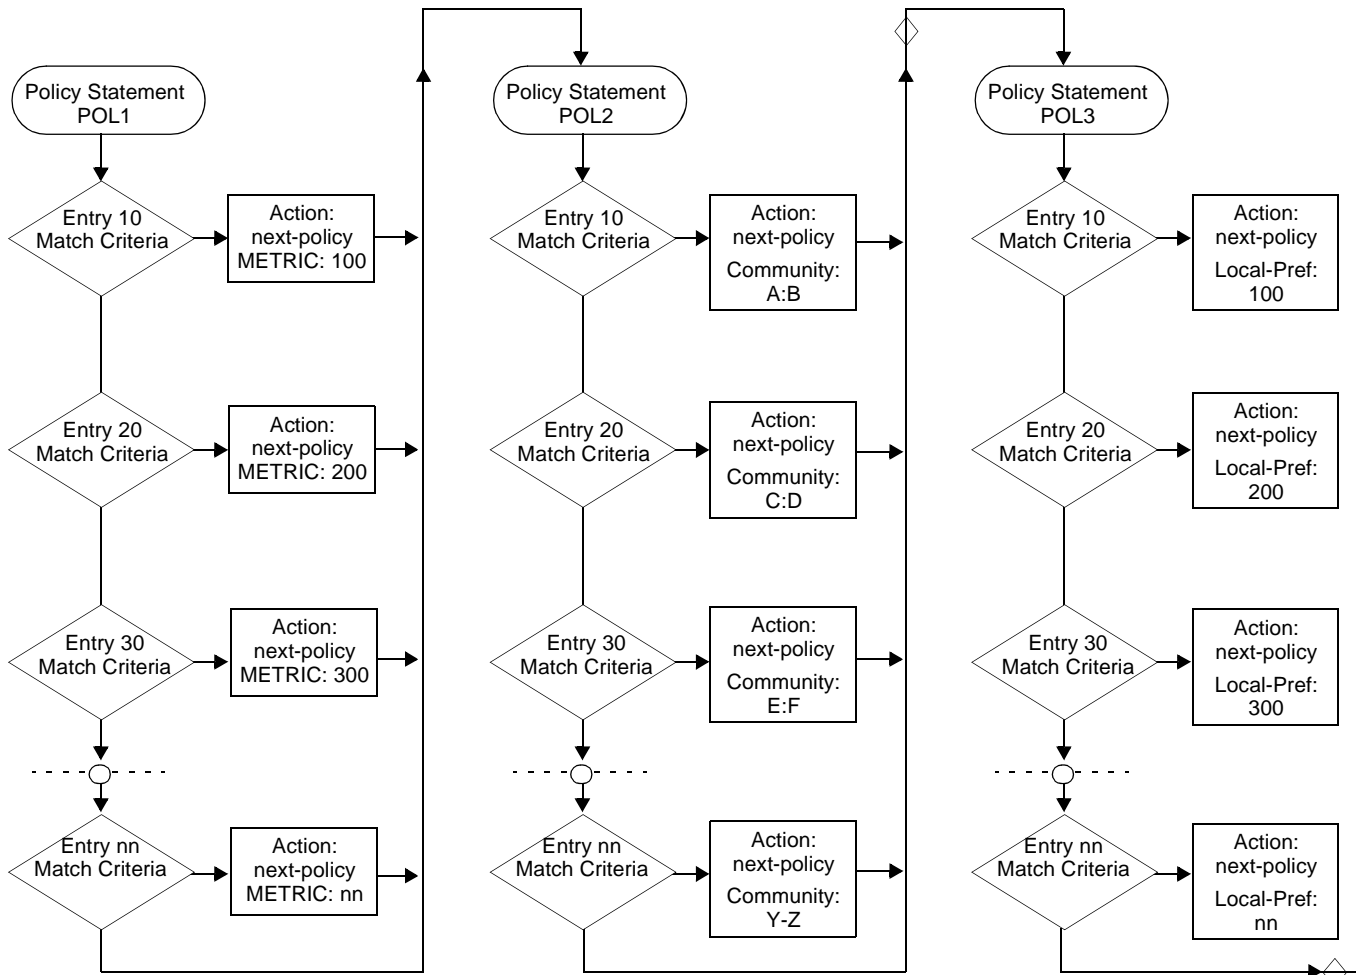 Policy Statement
POL1
Entry 10
Match Criteria
Action:
next-policy
METRIC: 100
Entry 20
Match Criteria
Action:
next-policy
METRIC: 200
Entry 30
Match Criteria
Action:
next-policy
METRIC: 300
Entry nn
Match Criteria
Action:
next-policy
METRIC: nn
Policy Statement
POL2
Entry 10
Match Criteria
Action:
next-policy
Community:
A:B
Entry 20
Match Criteria
Action:
next-policy
Community:
C:D
Entry 30
Match Criteria
Action:
next-policy
Community:
E:F
Entry nn
Match Criteria
Action:
next-policy
Community:
Y-Z
Policy Statement
POL3
Entry 10
Match Criteria
Action:
next-policy
Local-Pref:
100
Entry 20
Match Criteria
Action:
next-policy
Local-Pref:
200
Entry 30
Match Criteria
Action:
next-policy
Local-Pref:
300
Entry nn
Match Criteria
Action:
next-policy
Local-Pref:
nn